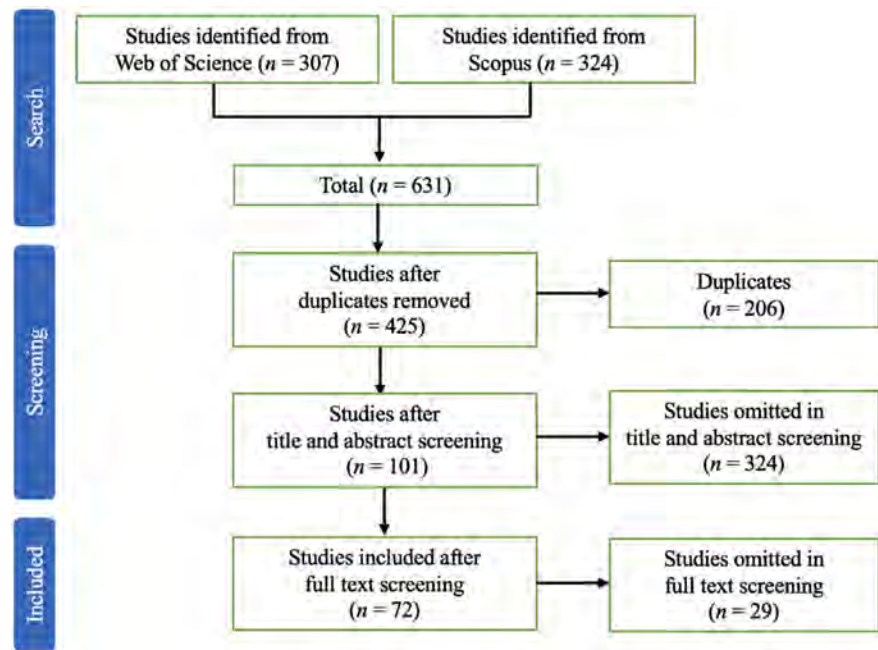 Search
Studies identified from
Web of Science (n = 307)
Studies identified from
Scopus (n = 324)
Total (n = 631)
Screening
Studies after
duplicates removed
(n = 425)
Duplicates
(n = 206)
Studies after
title and abstract screening
(n = 101)
Studies omitted in
title and abstract screening
(n = 324)
Included
Studies included after
full text screening
(n = 72)
Studies omitted in
full text screening
(n = 29)